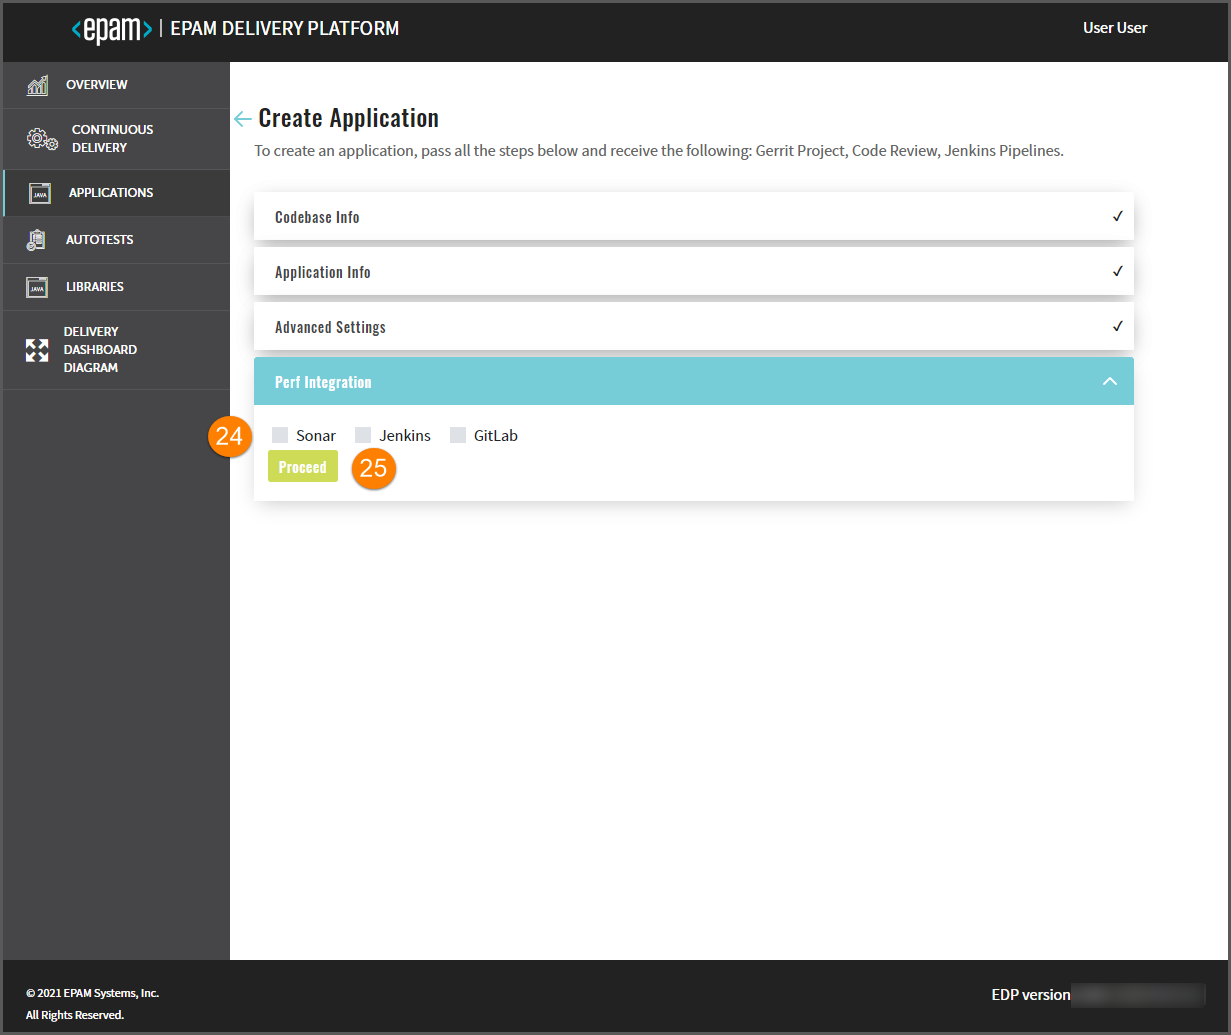 <epam> | EPAM DELIVERY PLATFORM
User User
OVERVIEW
CONTINUOUS
DELIVERY
JAVA
APPLICATIONS
AUTOTESTS
JAVA
LIBRARIES
DELIVERY
DASHBOARD
DIAGRAM
Create Application
To create an application, pass all the steps below and receive the following: Gerrit Project, Code Review, Jenkins Pipelines.
Codebase Info
Application Info
Advanced Settings
Perf Integration
24
Sonar Jenkins GitLab
Proceed
25
© 2021 EPAM Systems, Inc.
All Rights Reserved.
EDP version